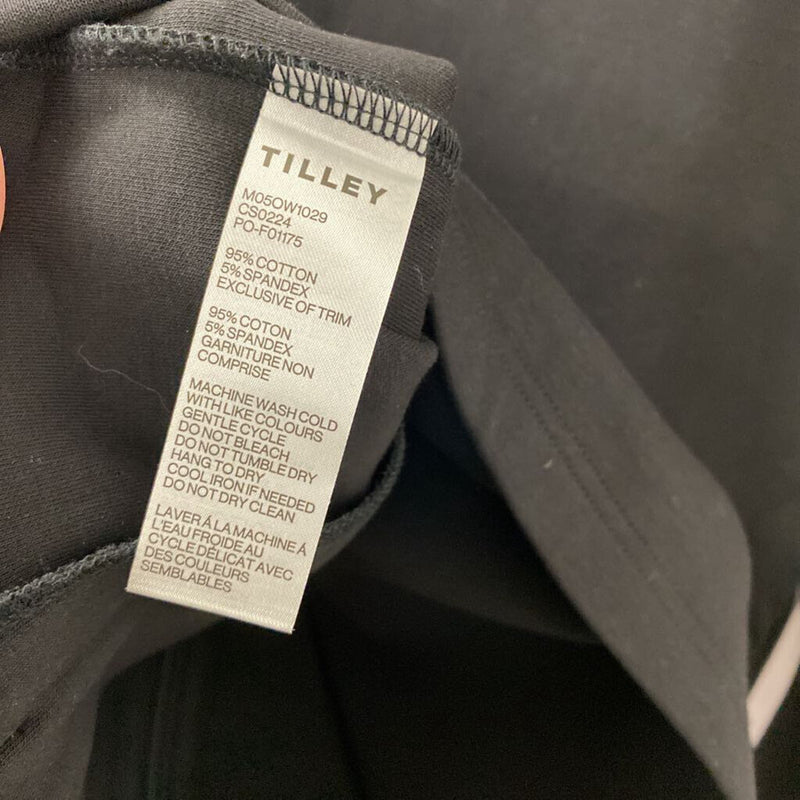 TILLEY
M05OW1029
CS0224
PO-F01175
95% COTTON
5% SPANDEX
EXCLUSIVE OF TRIM
95% COTON
5% SPANDEX
GARNITURE NON
COMPRISE
MACHINE WASH COLD
WITH LIKE COLOURS
GENTLE CYCLE
DO NOT BLEACH
DO NOT TUMBLE DRY
HANG TO DRY
COOL IRON IF NEEDED
DO NOT DRY CLEAN
LAVER Á LA MACHINE Á
L'EAU FROIDE AU
CYCLE DÉLICAT AVEC
DES COULEURS
SEMBLABLES